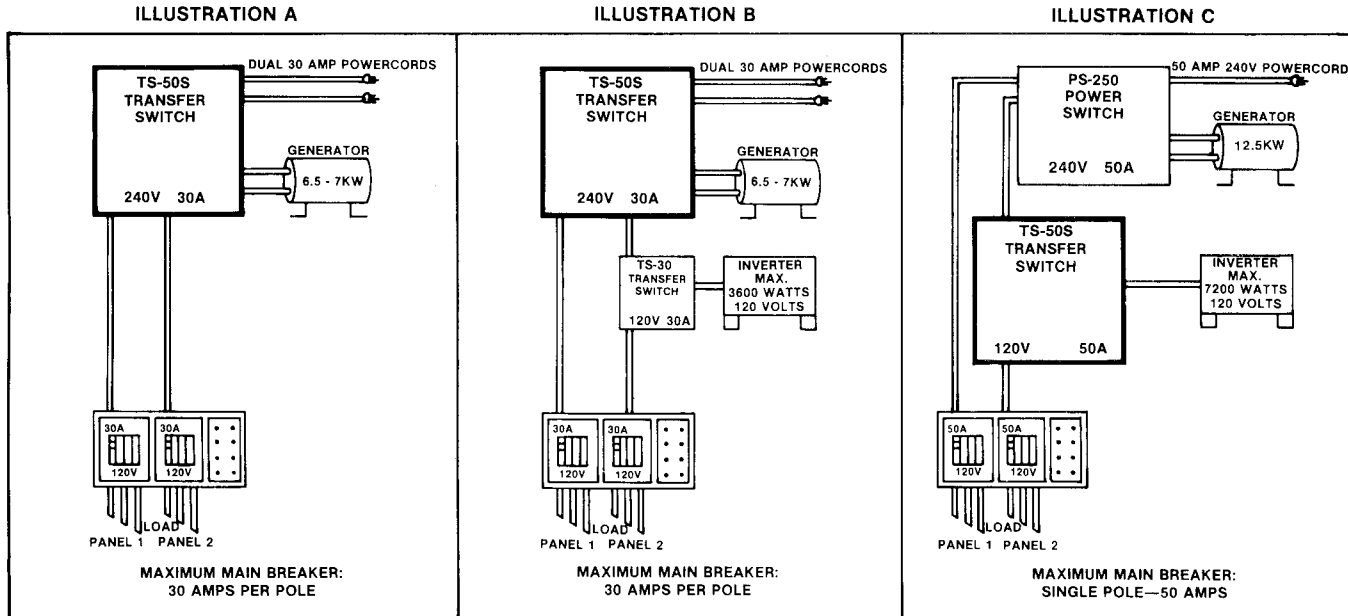 ILLUSTRATION A
DUAL 30 AMP POWERCORDS
TS-50S
TRANSFER
SWITCH
GENERATOR
6.5 - 7KW
240V 30A
30A
30A
120V
120V
LOAD
PANEL 1 PANEL 2
MAXIMUM MAIN BREAKER:
30 AMPS PER POLE
ILLUSTRATION B
DUAL 30 AMP POWERCORDS
TS-50S
TRANSFER
SWITCH
GENERATOR
6.5 - 7KW
240V 30A
TS-30
TRANSFER
SWITCH
120V 30A
INVERTER
MAX.
3600 WATTS
120 VOLTS
30A
30A
120V
120V
LOAD
PANEL 1 PANEL 2
MAXIMUM MAIN BREAKER:
30 AMPS PER POLE
ILLUSTRATION C
50 AMP 240V POWERCORD
PS-250
POWER
SWITCH
GENERATOR
12.5KW
240V 50A
TS-50S
TRANSFER
SWITCH
120V 50A
INVERTER
MAX.
7200 WATTS
120 VOLTS
50A
50A
120V
120V
LOAD
PANEL 1 PANEL 2
MAXIMUM MAIN BREAKER:
SINGLE POLE—50 AMPS